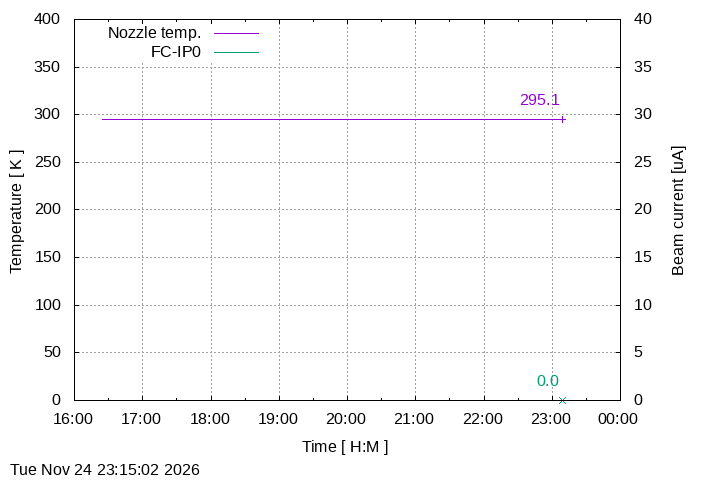 400
350
300
250
200
150
100
50
0
Temperature [ K ]
Nozzle temp.
FC-IP0
295.1
0.0
40
35
30
25
20
15
10
5
0
Beam current [uA]
16:00 17:00 18:00 19:00 20:00 21:00 22:00 23:00 00:00
Time [ H:M ]
Tue Nov 24 23:15:02 2026